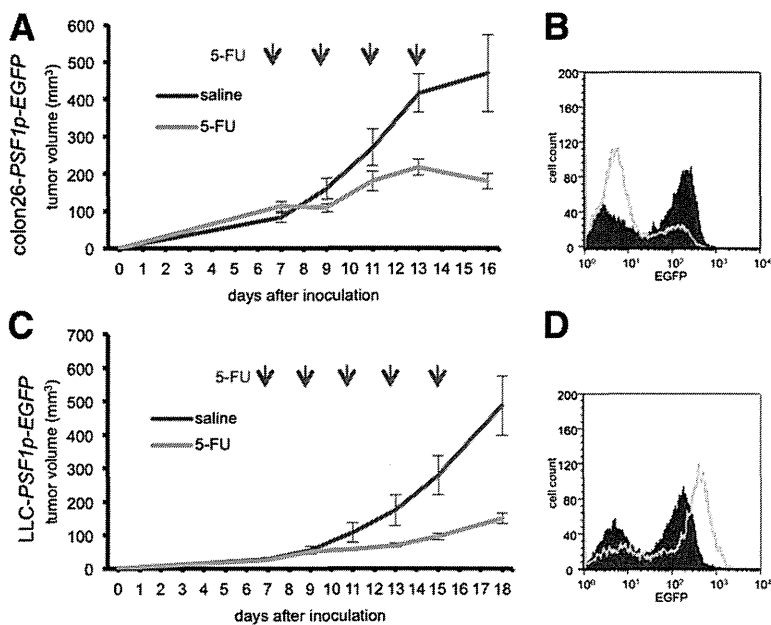 A
colon26-PSF1p-EGFP
tumor volume (mm³)
600
500
400
300
200
100
0
5-FU
saline
5-FU
0 1 2 3 4 5 6 7 8 9 10 11 12 13 14 15 16
days after inoculation
B
cell count
200
160
120
80
40
0
10⁰ 10¹ 10² 10³ 10⁴
EGFP
C
LLC-PSF1p-EGFP
tumor volume (mm³)
700
600
500
400
300
200
100
0
5-FU
saline
5-FU
0 1 2 3 4 5 6 7 8 9 10 11 12 13 14 15 16 17 18
days after inoculation
D
cell count
200
160
120
80
40
0
10⁰ 10¹ 10² 10³ 10⁴
EGFP